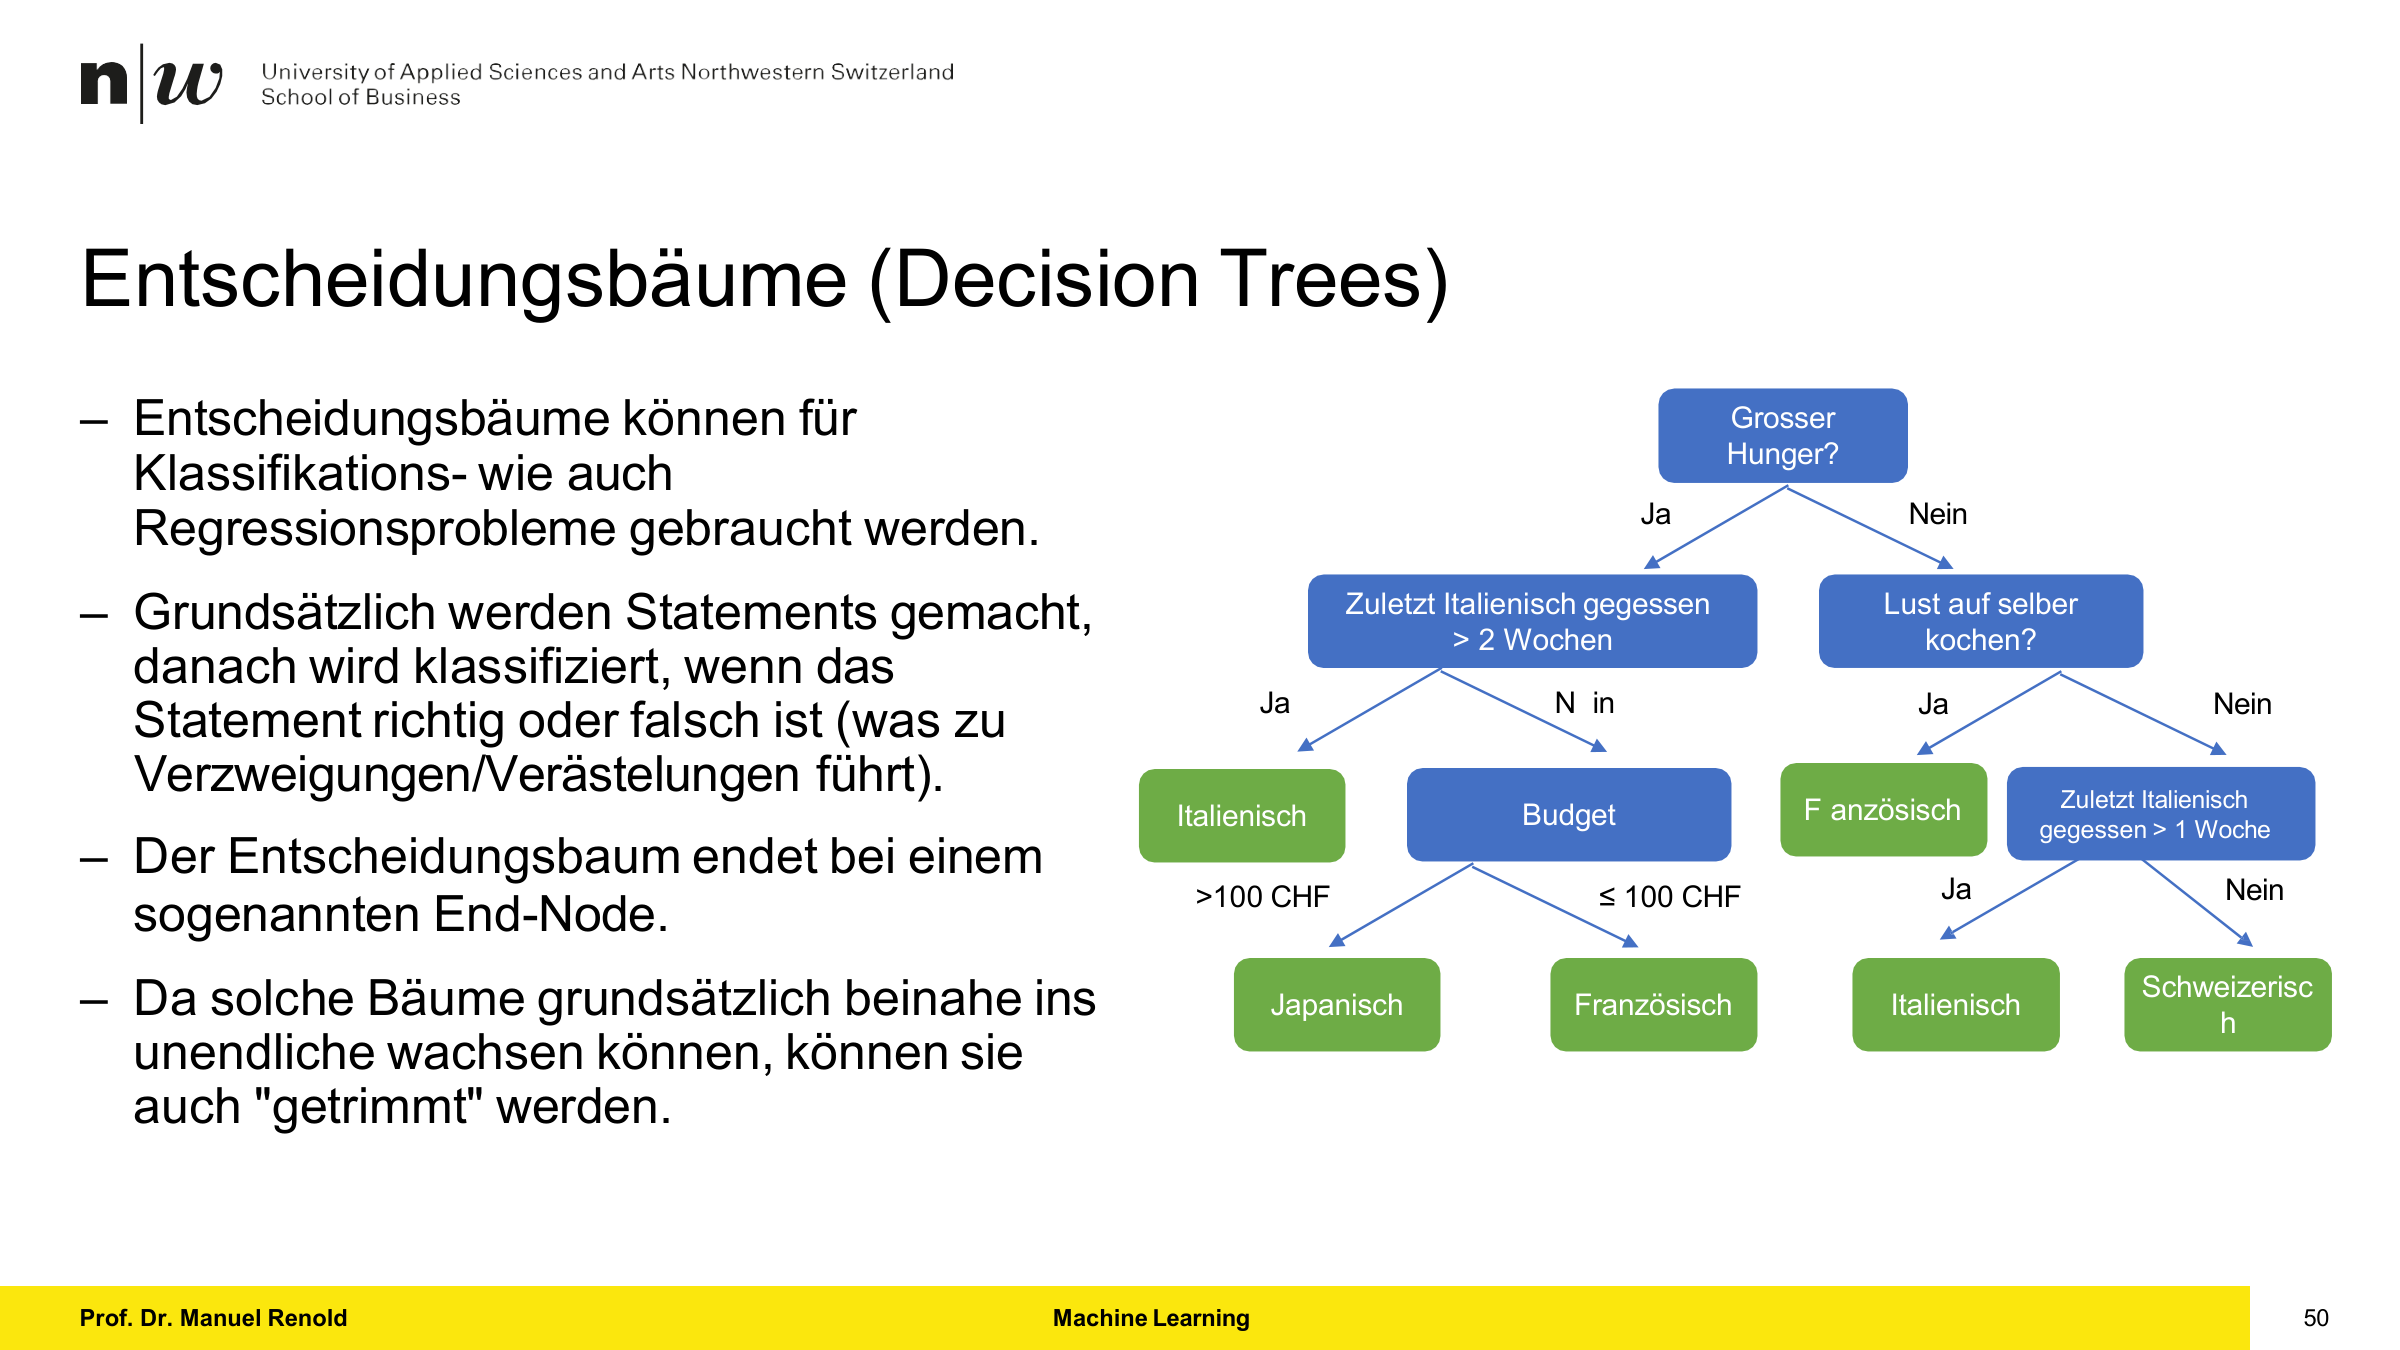 n|w University of Applied Sciences and Arts Northwestern Switzerland
School of Business
Entscheidungsbäume (Decision Trees)
– Entscheidungsbäume können für
Klassifikations- wie auch
Regressionsprobleme gebraucht werden.
– Grundsätzlich werden Statements gemacht,
danach wird klassifiziert, wenn das
Statement richtig oder falsch ist (was zu
Verzweigungen/Verästelungen führt).
– Der Entscheidungsbaum endet bei einem
sogenannten End-Node.
– Da solche Bäume grundsätzlich beinahe ins
unendliche wachsen können, können sie
auch "getrimmt" werden.
Grosser
Hunger?
Ja
Nein
Zuletzt Italienisch gegessen
> 2 Wochen
Lust auf selber
kochen?
Ja
N in
Ja
Nein
Italienisch
Budget
F anzösisch
Zuletzt Italienisch
gegessen > 1 Woche
>100 CHF
≤ 100 CHF
Ja
Nein
Japanisch
Französisch
Italienisch
Schweizerisc
h
Prof. Dr. Manuel Renold
Machine Learning
50